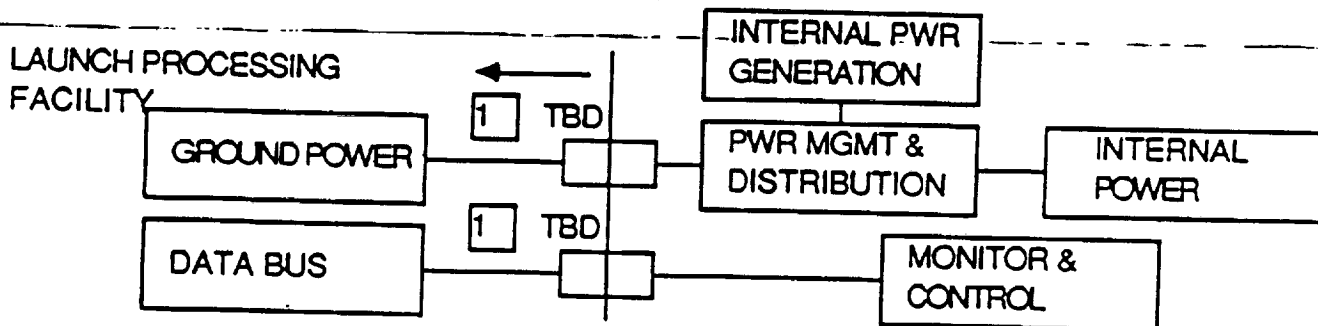 INTERNAL PWR
GENERATION
LAUNCH PROCESSING
FACILITY
1 TBD
GROUND POWER
PWR MGMT &
DISTRIBUTION
INTERNAL
POWER
1 TBD
DATA BUS
MONITOR &
CONTROL